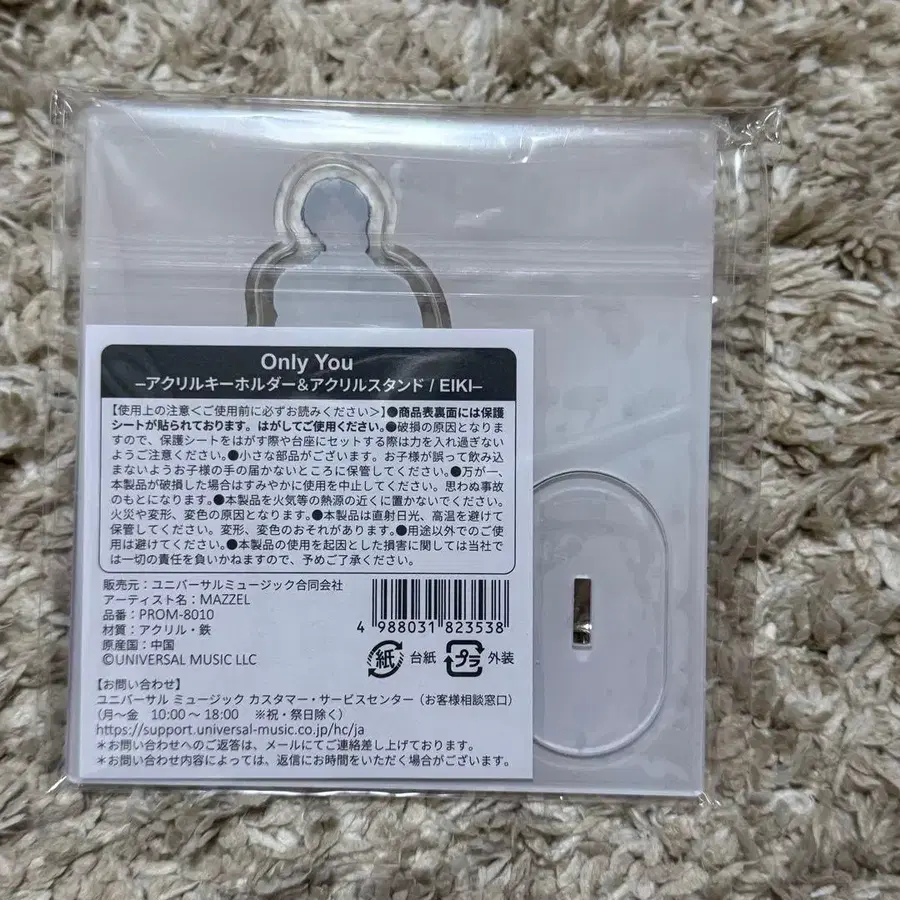 Only You
–アクリルキーホルダー&アクリルスタンド / EIKI–
【使用上の注意＜ご使用前に必ずお読みください＞】●商品表裏面には保護
シートが貼られております。はがしてご使用ください。●破損の原因となりま
すので、保護シートをはがす際や台座にセットする際は力を入れ過ぎない
ようご注意ください。●小さな部品がございます。お子様が誤って飲み込
まないようお子様の手の届かないところに保管してください。●万が一、
本製品が破損した場合はすみやかに使用を中止してください。思わぬ事故
のもとになります。●本製品を火気等の熱源の近くに置かないでください。
火災や変形、変色の原因となります。●本製品は直射日光、高温を避けて
保管してください。変形、変色のおそれがあります。●用途以外でのご使
用は避けてください。●本製品の使用を起因とした損害に関しては当社で
は一切の責任を負いかねますので、予めご了承ください。
販売元：ユニバーサルミュージック合同会社
アーティスト名：MAZZEL
品番：PROM-8010
材質：アクリル・鉄
原産国：中国
©UNIVERSAL MUSIC LLC
4 988031 823538
紙 台紙 プラ 外装
【お問い合わせ】
ユニバーサル ミュージック カスタマー・サービスセンター（お客様相談窓口）
（月～金　10:00 ～ 18:00　※祝・祭日除く）
https://support.universal-music.co.jp/hc/ja
＊お問い合わせへのご返答は、メールにてご連絡差し上げております。
＊お問い合わせ内容によっては、返信にお時間をいただく場合がございます。